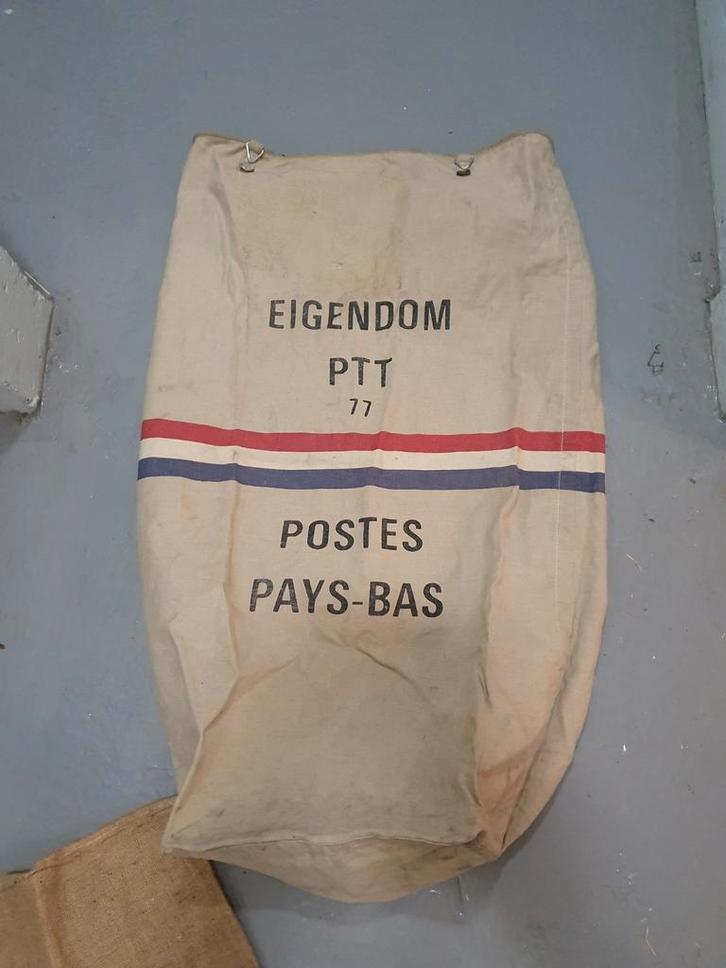 EIGENDOM
PTT
77
POSTES
PAYS-BAS